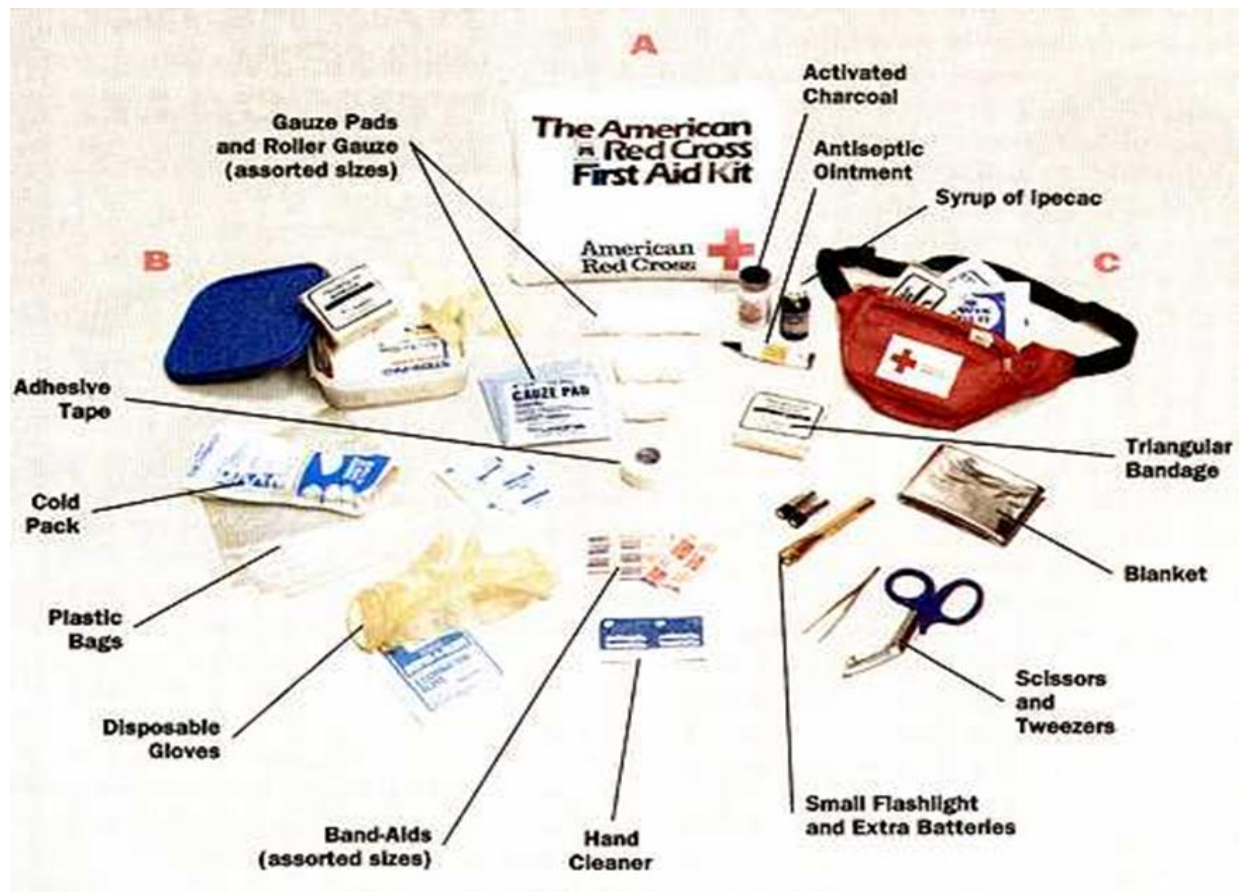 A
The American
Red Cross
First Aid Kit
American
Red Cross
Activated
Charcoal
Antiseptic
Ointment
Syrup of Ipecac
Gauze Pads
and Roller Gauze
(assorted sizes)
B
C
GAUZE PAD
Adhesive
Tape
Triangular
Bandage
Cold
Pack
Blanket
Plastic
Bags
Scissors
and
Tweezers
Disposable
Gloves
Small Flashlight
and Extra Batteries
Band-Aids
(assorted sizes)
Hand
Cleaner